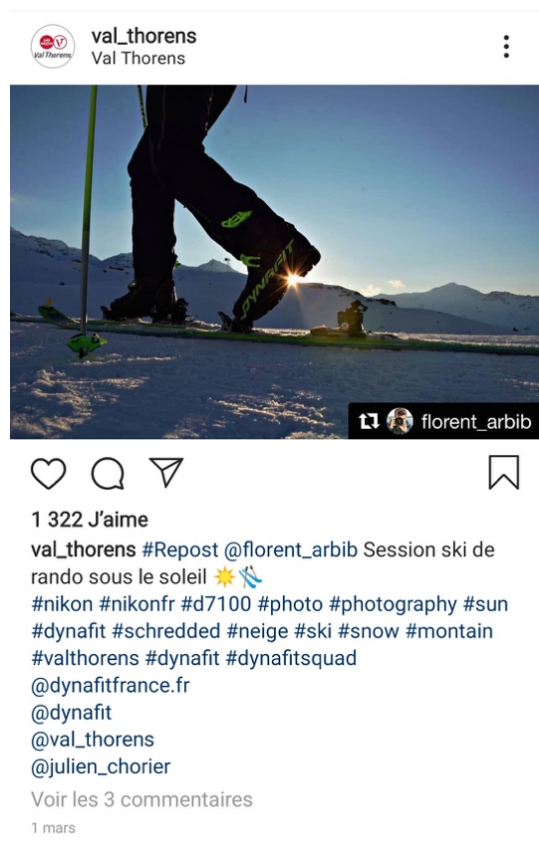 val_thorens
Val Thorens
Val Thorens
DYNAFIT
florent_arbib
1 322 J'aime
val_thorens #Repost @florent_arbib Session ski de
rando sous le soleil ☀️🎿
#nikon #nikonfr #d7100 #photo #photography #sun
#dynafit #schredded #neige #ski #snow #montain
#valthorens #dynafit #dynafitsquad
@dynafitfrance.fr
@dynafit
@val_thorens
@julien_chorier
Voir les 3 commentaires
1 mars